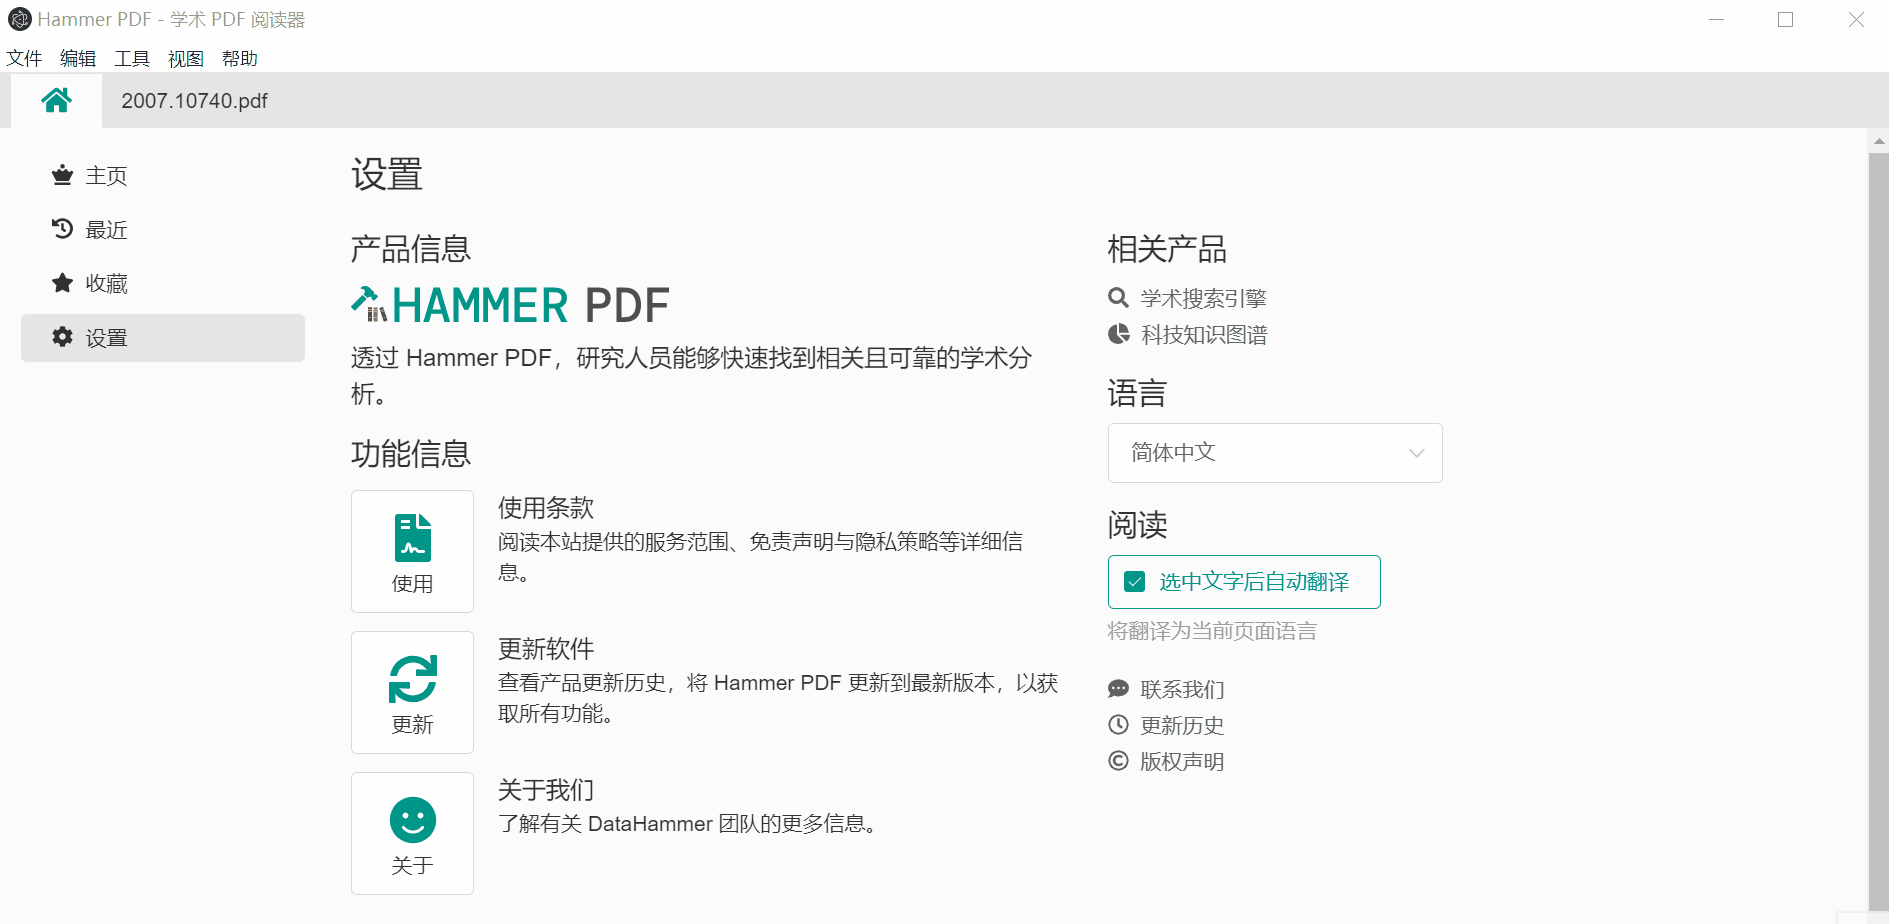 Hammer PDF - 学术 PDF 阅读器
文件 编辑 工具 视图 帮助
2007.10740.pdf
主页
最近
收藏
设置
设置
产品信息
HAMMER PDF
透过 Hammer PDF，研究人员能够快速找到相关且可靠的学术分
析。
功能信息
使用
使用条款
阅读本站提供的服务范围、免责声明与隐私策略等详细信
息。
更新
更新软件
查看产品更新历史，将 Hammer PDF 更新到最新版本，以获
取所有功能。
关于
关于我们
了解有关 DataHammer 团队的更多信息。
相关产品
学术搜索引擎
科技知识图谱
语言
简体中文
阅读
选中文字后自动翻译
将翻译为当前页面语言
联系我们
更新历史
版权声明